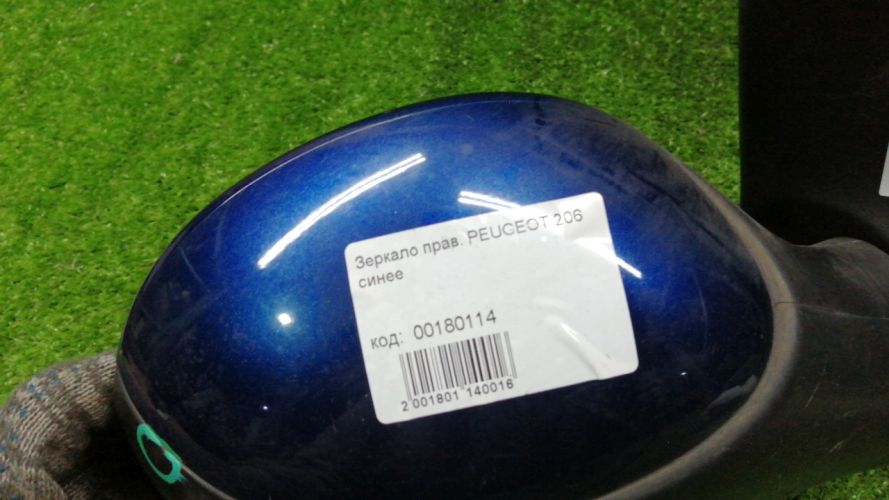 Зеркало прав. PEUGEOT 206
синее
код: 00180114
2 001801 140016